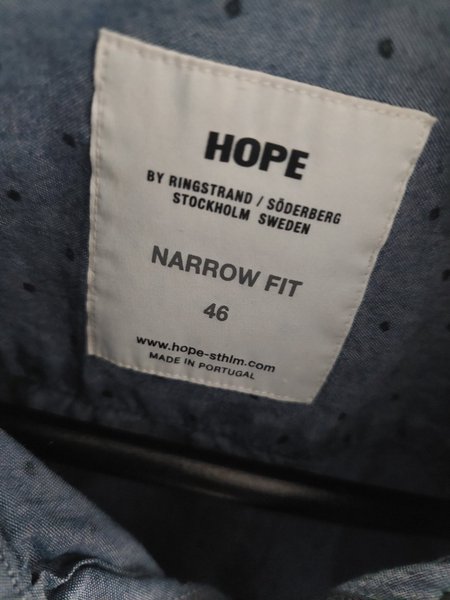 HOPE
BY RINGSTRAND / SÖDERBERG
STOCKHOLM SWEDEN
NARROW FIT
46
www.hope-sthlm.com
MADE IN PORTUGAL